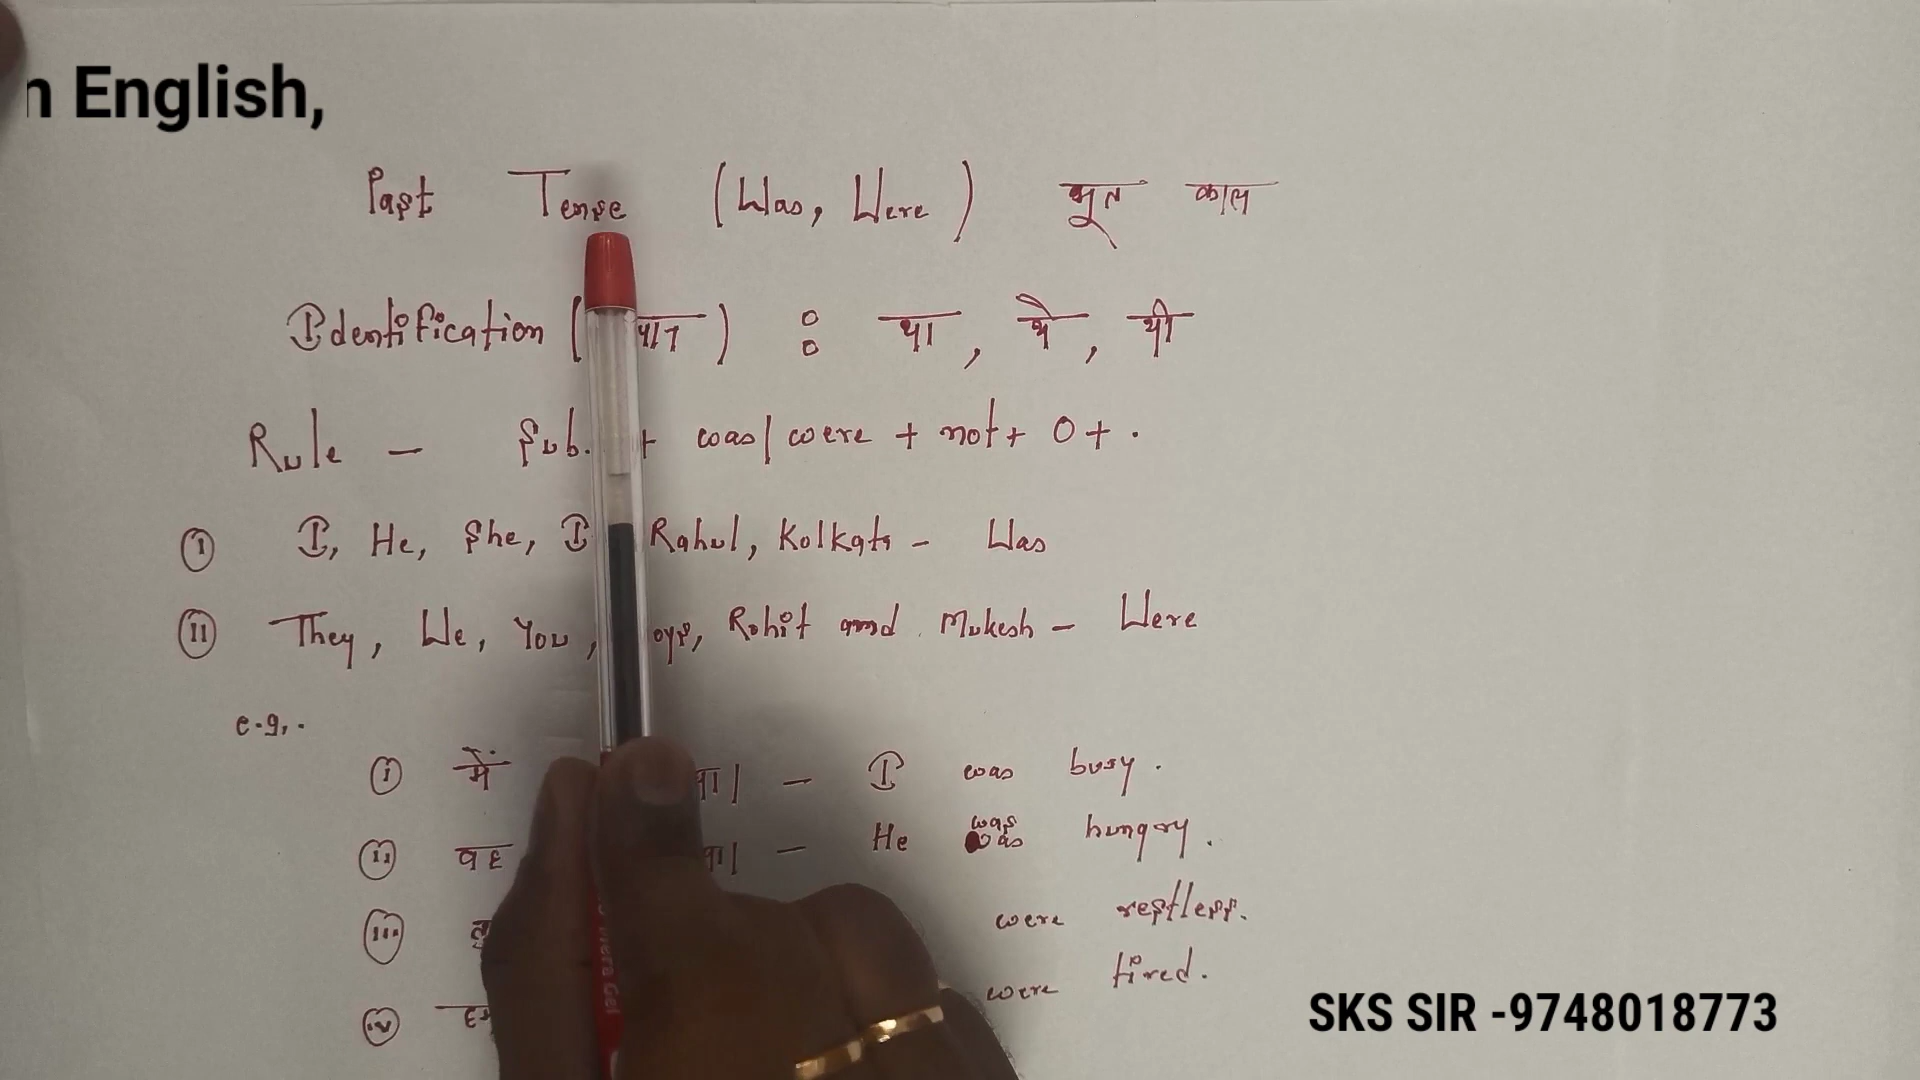 n English,
Past Tense (Was, Were) भूत काल
Identification ( ) : था, थे, थी
Rule - Sub. + was/were + not + O + .
(I) I, He, She, Rahul, Kolkata - Was
(II) They, We, You, Rohit and Mukesh - Were
e.g,.
(i) मैं था| - I was busy.
(ii) वह था| - He was hungry.
(iii) were restless.
(iv) were tired.
SKS SIR -9748018773